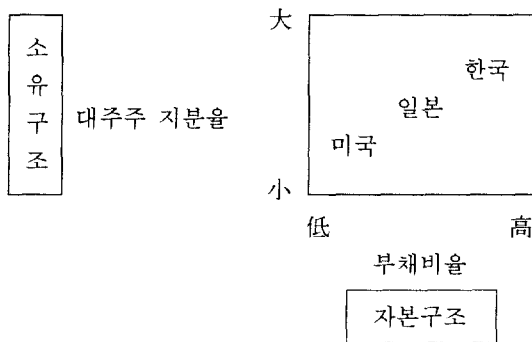 소유구조
대주주 지분율
大
한국
일본
미국
小
低 高
부채비율
자본구조